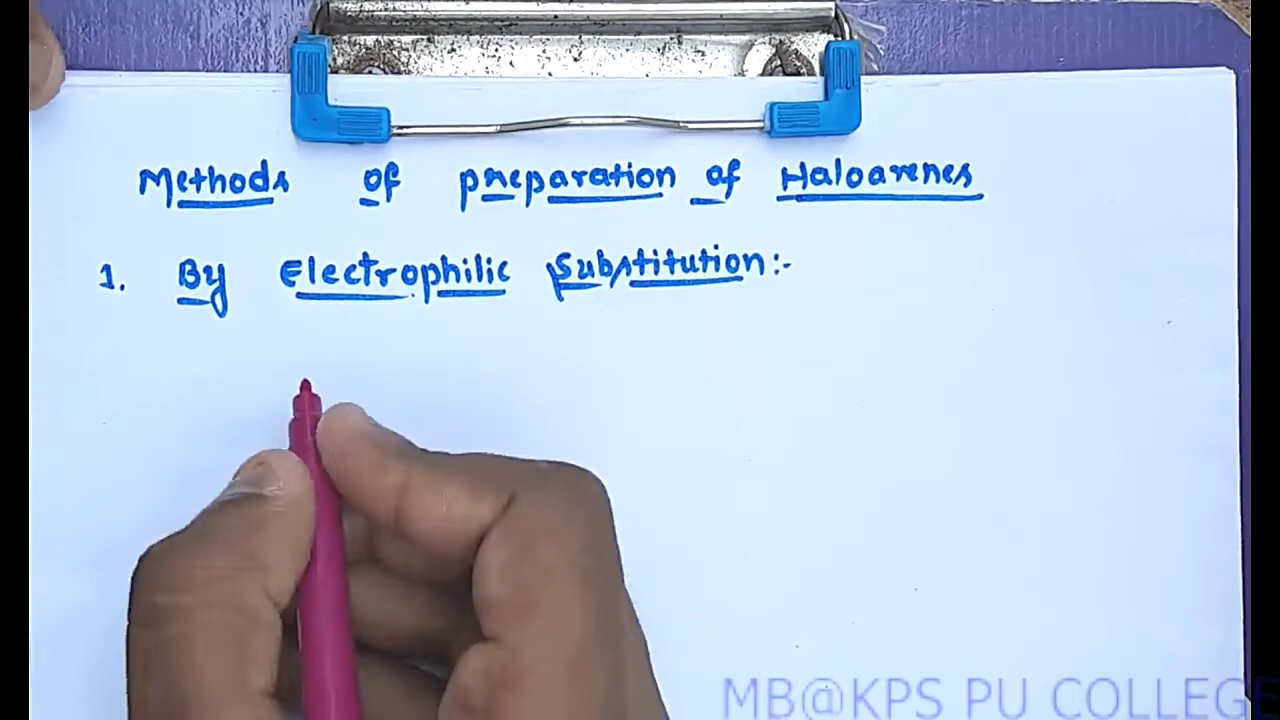 Methods of preparation of Haloarenes
1. By Electrophilic Substitution:-
MB@KPS PU COLLEGE